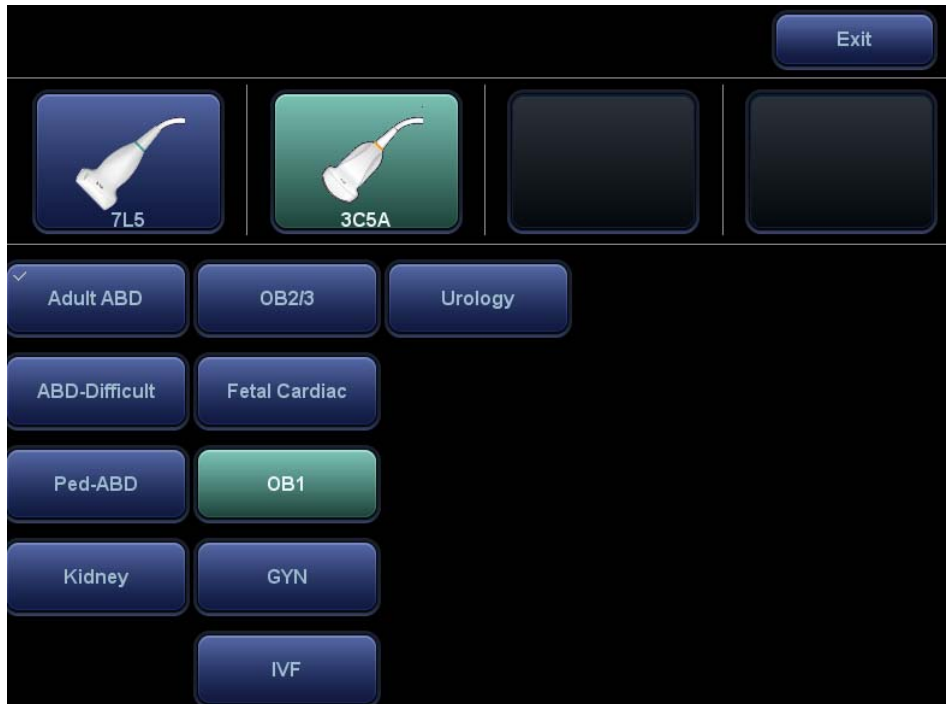 Exit
7L5
3C5A
Adult ABD
OB2/3
Urology
ABD-Difficult
Fetal Cardiac
Ped-ABD
OB1
Kidney
GYN
IVF